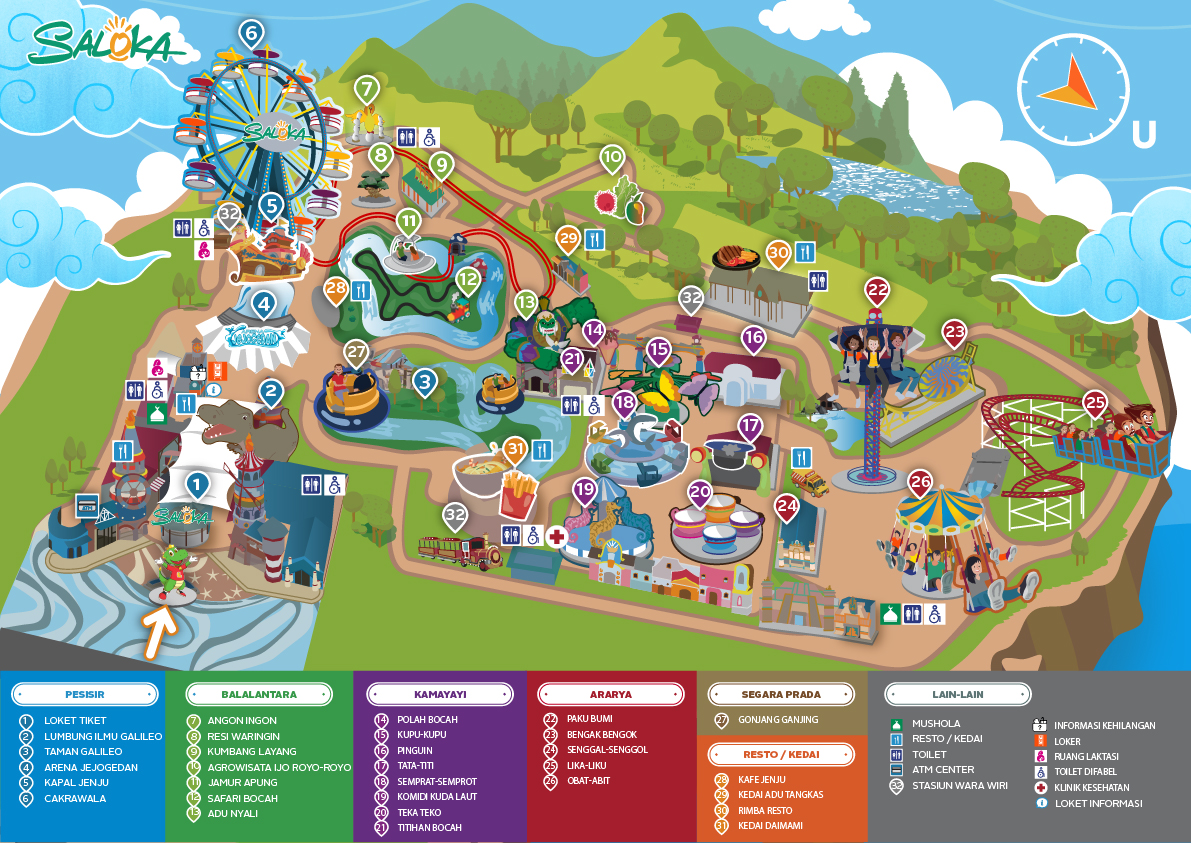 SALOKA
6
7
U
SALOKA
8
9
10
32
5
11
29
30
12
28
22
4
13
32
14
23
27
15
16
21
3
2
18
25
17
31
1
19
20
26
ATM
SALOKA
32
24
PESISIR
1 LOKET TIKET
2 LUMBUNG ILMU GALILEO
3 TAMAN GALILEO
4 ARENA JEJOGEDAN
5 KAPAL JENJU
6 CAKRAWALA
BALALANTARA
7 ANGON INGON
8 RESI WARINGIN
9 KUMBANG LAYANG
10 AGROWISATA IJO ROYO-ROYO
11 JAMUR APUNG
12 SAFARI BOCAH
13 ADU NYALI
KAMAYAYI
14 POLAH BOCAH
15 KUPU-KUPU
16 PINGUIN
17 TATA-TITI
18 SEMPRAT-SEMPROT
19 KOMIDI KUDA LAUT
20 TEKA TEKO
21 TITIHAN BOCAH
ARARYA
22 PAKU BUMI
23 BENGAK BENGOK
24 SENGGAL-SENGGOL
25 LIKA-LIKU
26 OBAT-ABIT
SEGARA PRADA
27 GONJANG GANJING
RESTO / KEDAI
28 KAFE JENJU
29 KEDAI ADU TANGKAS
30 RIMBA RESTO
31 KEDAI DAIMAMI
LAIN-LAIN
MUSHOLA
RESTO / KEDAI
TOILET
ATM CENTER
32 STASIUN WARA WIRI
INFORMASI KEHILANGAN
LOKER
RUANG LAKTASI
TOILET DIFABEL
KLINIK KESEHATAN
LOKET INFORMASI